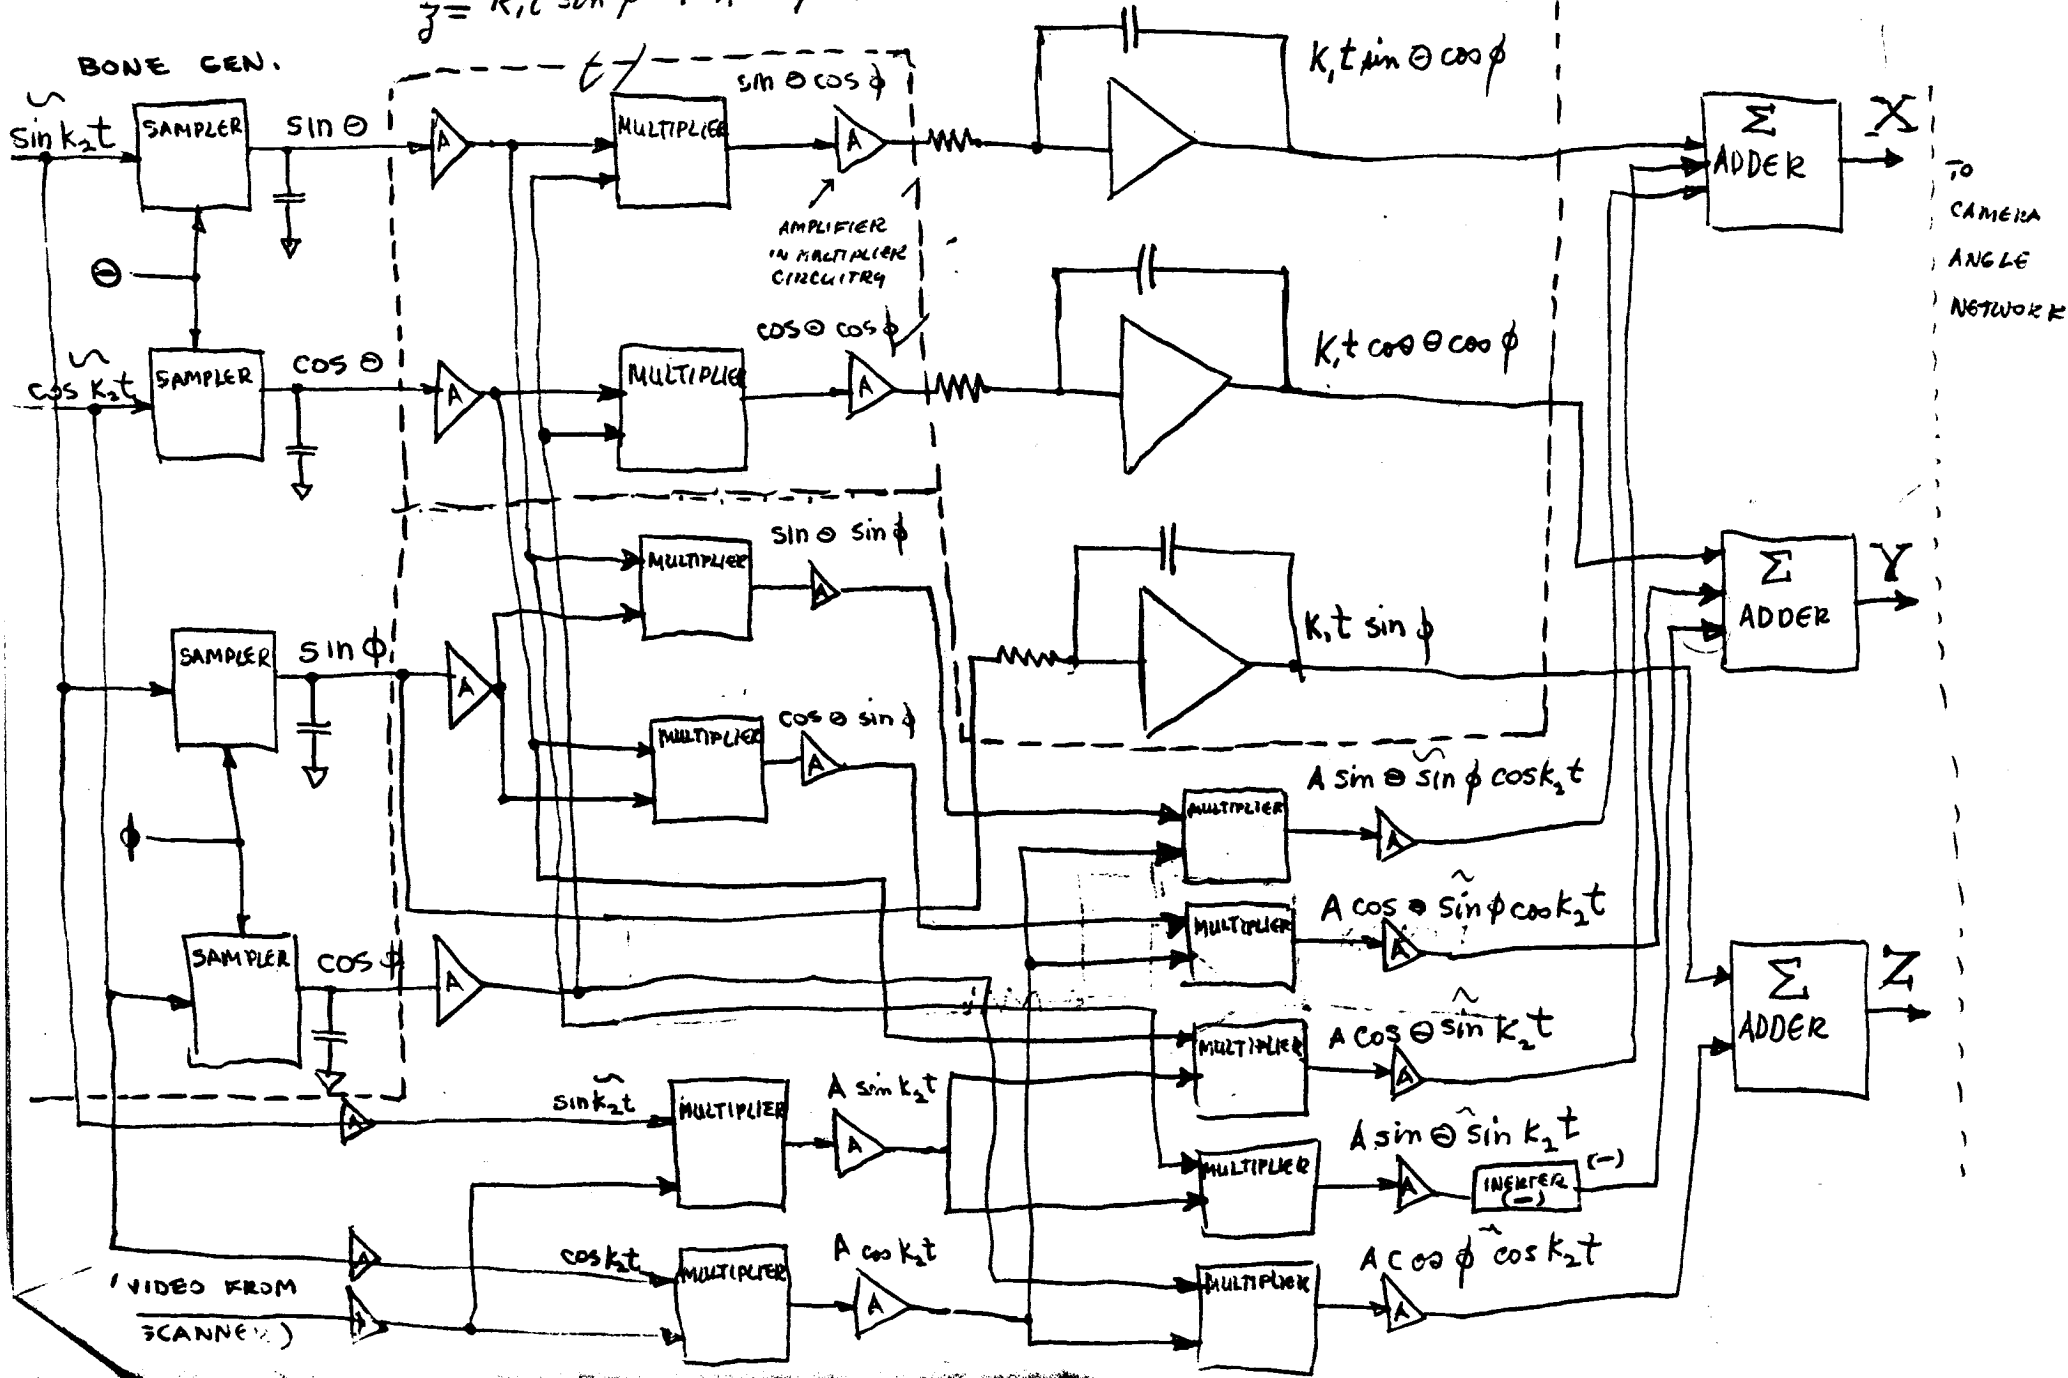 BONE GEN.
sin k₂t
SAMPLER
sin Θ
A
MULTIPLIER
sin Θ cos ϕ
A
AMPLIFIER
IN MULTIPLIER
CIRCUITRY
K₁t sin Θ cos ϕ
Σ
ADDER
X
TO
CAMERA
ANGLE
NETWORK
Θ
cos k₂t
SAMPLER
cos Θ
A
MULTIPLIER
cos Θ cos ϕ
A
K₁t cos Θ cos ϕ
MULTIPLIER
sin Θ sin ϕ
A
Σ
ADDER
Y
SAMPLER
sin ϕ
A
K₁t sin ϕ
MULTIPLIER
cos Θ sin ϕ
A
ϕ
MULTIPLIER
A sin Θ sin ϕ cos k₂t
A
MULTIPLIER
A cos Θ sin ϕ cos k₂t
A
SAMPLER
cos ϕ
A
Σ
ADDER
Z
MULTIPLIER
A cos Θ sin k₂t
A
A
sin k₂t
MULTIPLIER
A sin k₂t
A
MULTIPLIER
A sin Θ sin k₂t
A
INERTER
(-)
(-)
A
cos k₂t
MULTIPLIER
A cos k₂t
A
MULTIPLIER
A cos ϕ cos k₂t
A
VIDEO FROM
SCANNER)